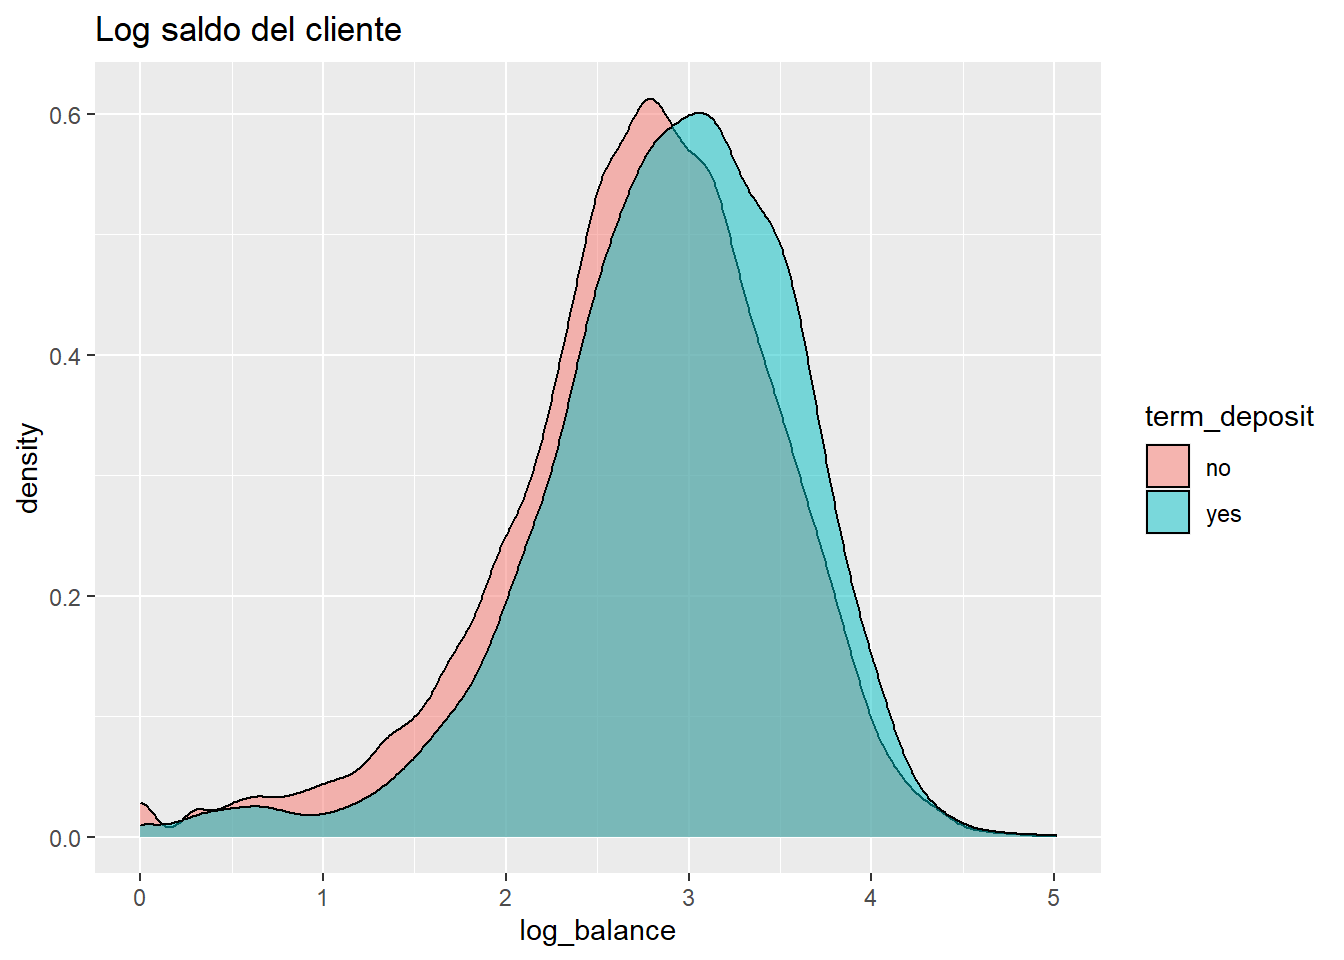 Log saldo del cliente
density
0.6
0.4
0.2
0.0
0 1 2 3 4 5
log_balance
term_deposit
no
yes